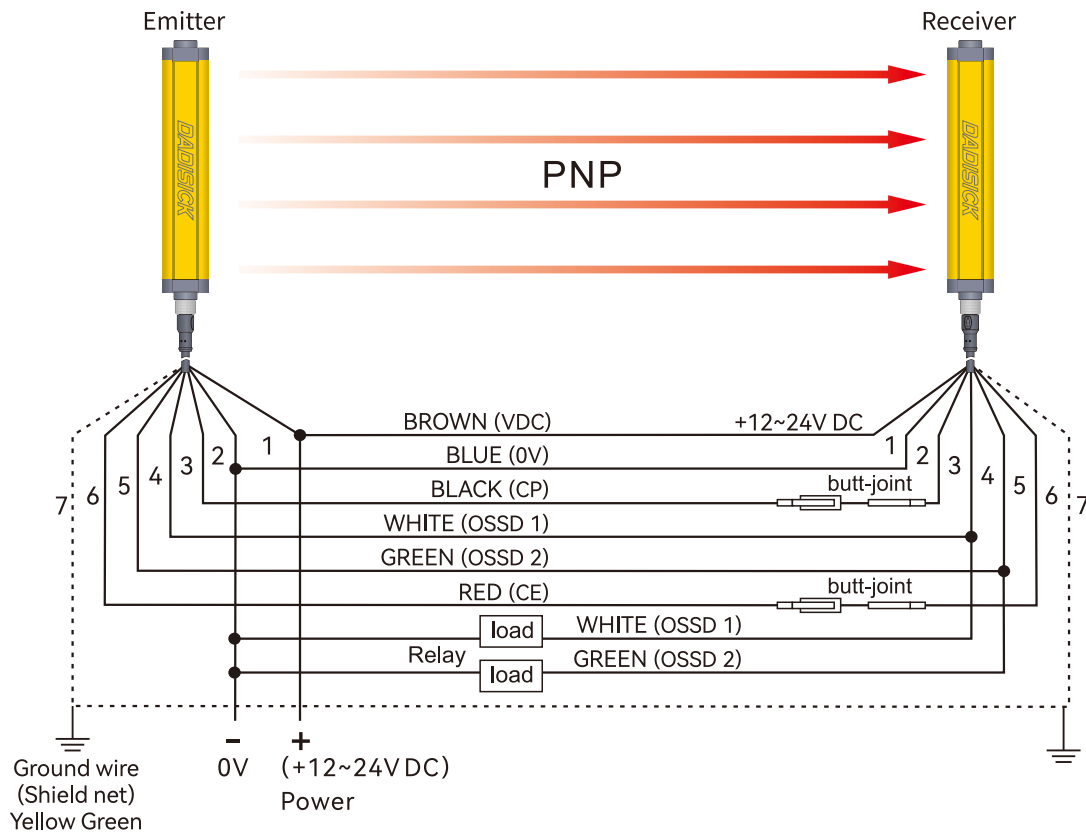 Emitter
Receiver
DADISICK
DADISICK
PNP
BROWN (VDC)
+12~24V DC
BLUE (0V)
BLACK (CP)
butt-joint
WHITE (OSSD 1)
GREEN (OSSD 2)
RED (CE)
butt-joint
load
WHITE (OSSD 1)
Relay
load
GREEN (OSSD 2)
7 6 5 4 3 2 1
1 2 3 4 5 6 7
- +
0V (+12~24V DC)
Power
Ground wire
(Shield net)
Yellow Green